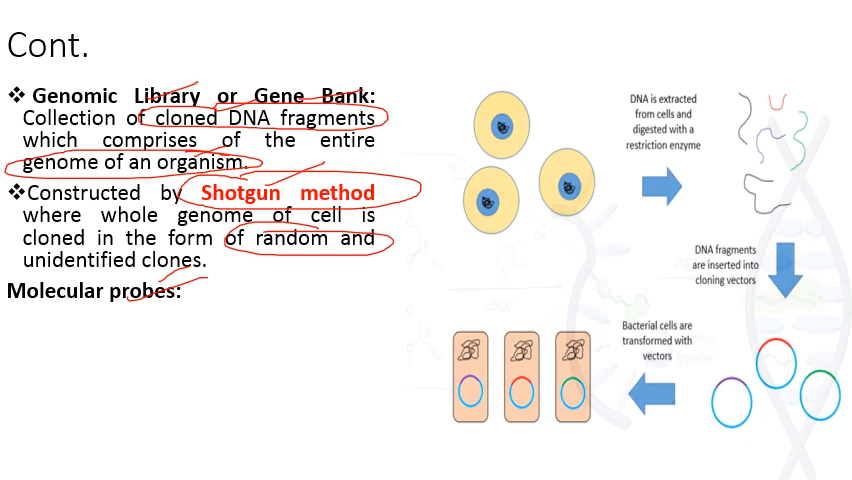 Cont.
❖ Genomic Library or Gene Bank:
Collection of cloned DNA fragments
which comprises of the entire
genome of an organism.
❖Constructed by Shotgun method
where whole genome of cell is
cloned in the form of random and
unidentified clones.
Molecular probes:
DNA is extracted
from cells and
digested with a
restriction enzyme
DNA fragments
are inserted into
cloning vectors
Bacterial cells are
transformed with
vectors
"click"